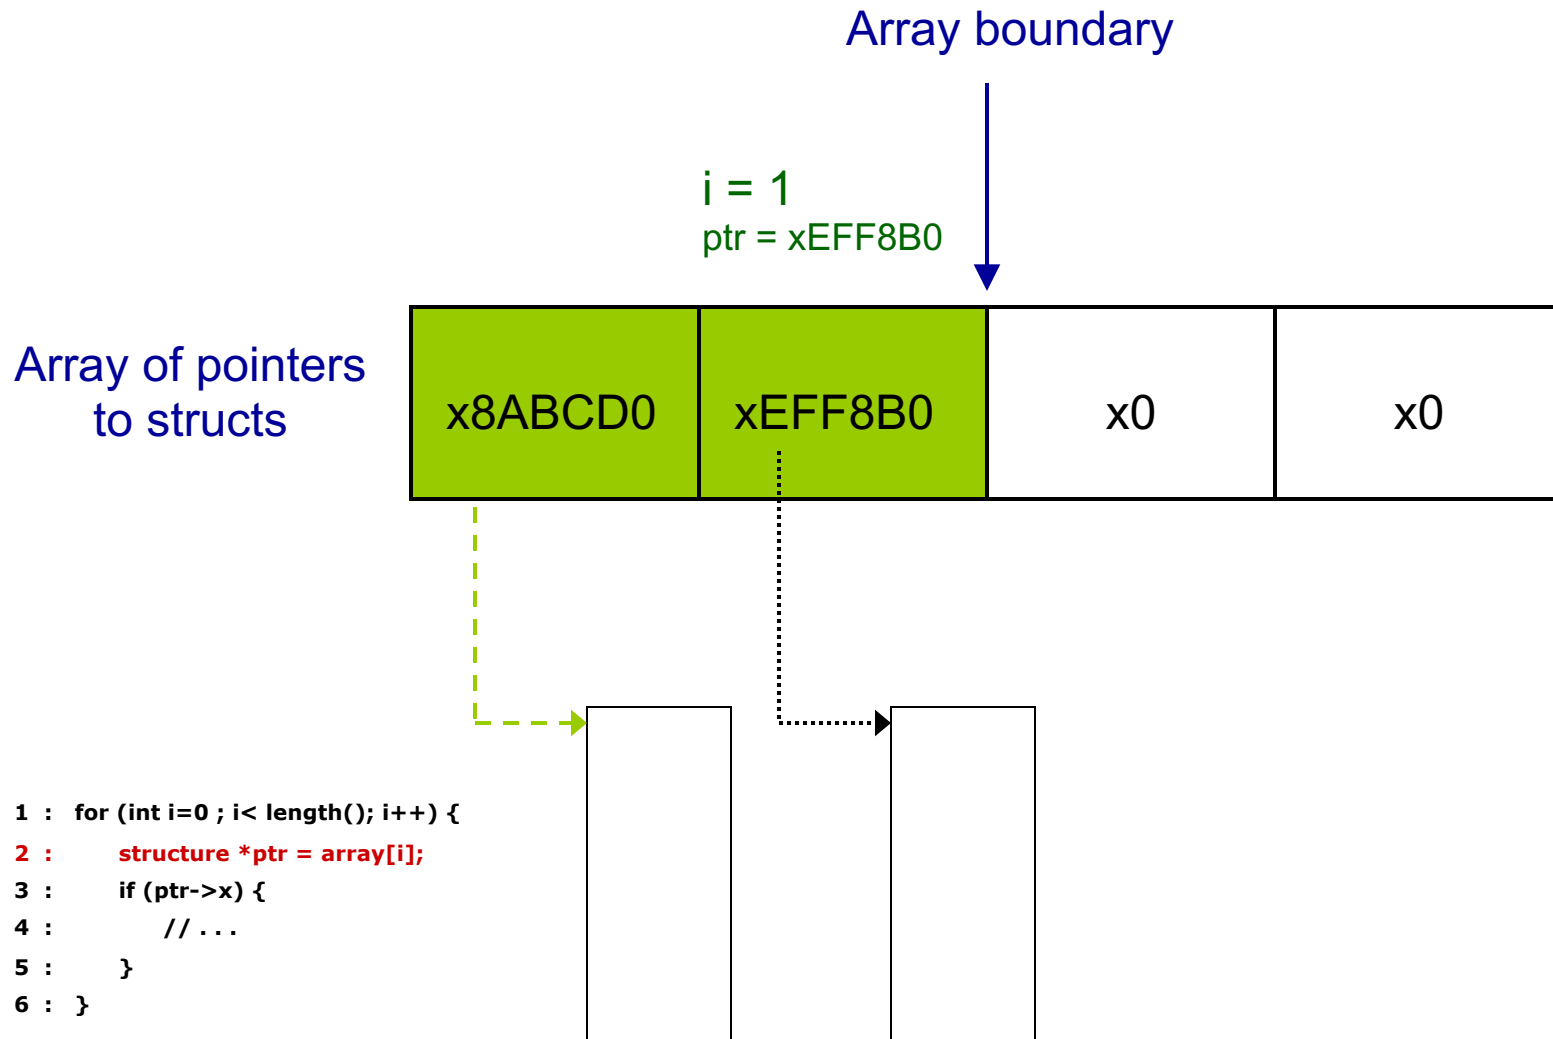 Array boundary
i = 1
ptr = xEFF8B0
Array of pointers
to structs
x8ABCD0
xEFF8B0
x0
x0
1 : for (int i=0 ; i< length(); i++) {
2 : structure *ptr = array[i];
3 : if (ptr->x) {
4 : // . . .
5 : }
6 : }